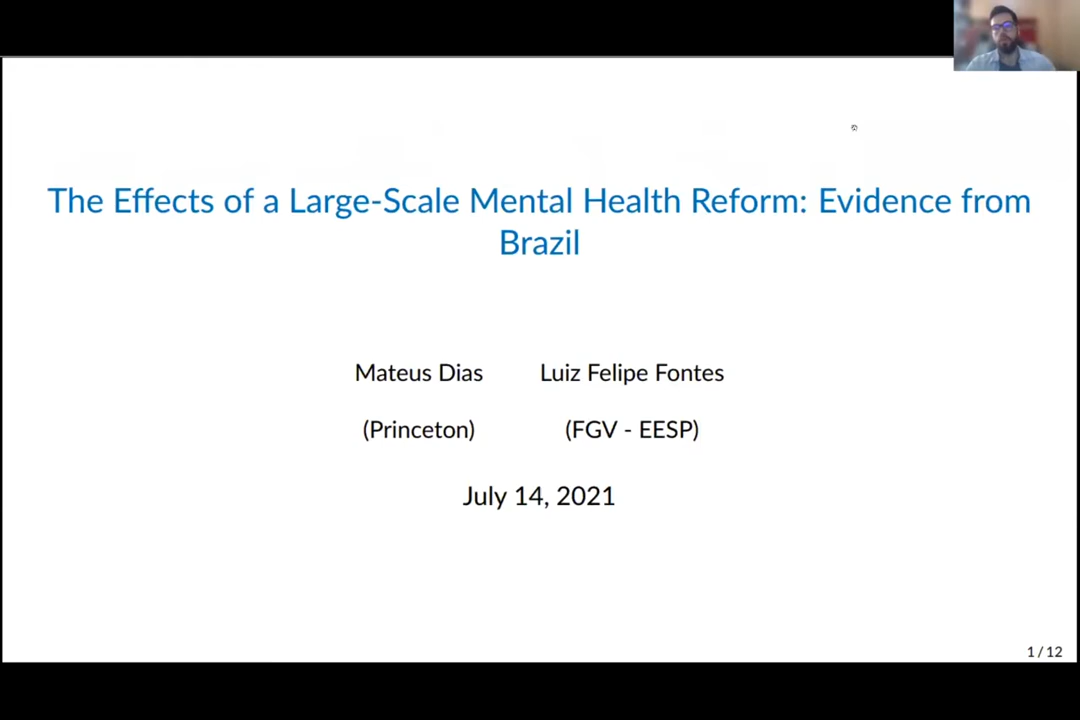 The Effects of a Large-Scale Mental Health Reform: Evidence from
Brazil
Mateus Dias Luiz Felipe Fontes
(Princeton) (FGV - EESP)
July 14, 2021
1 / 12